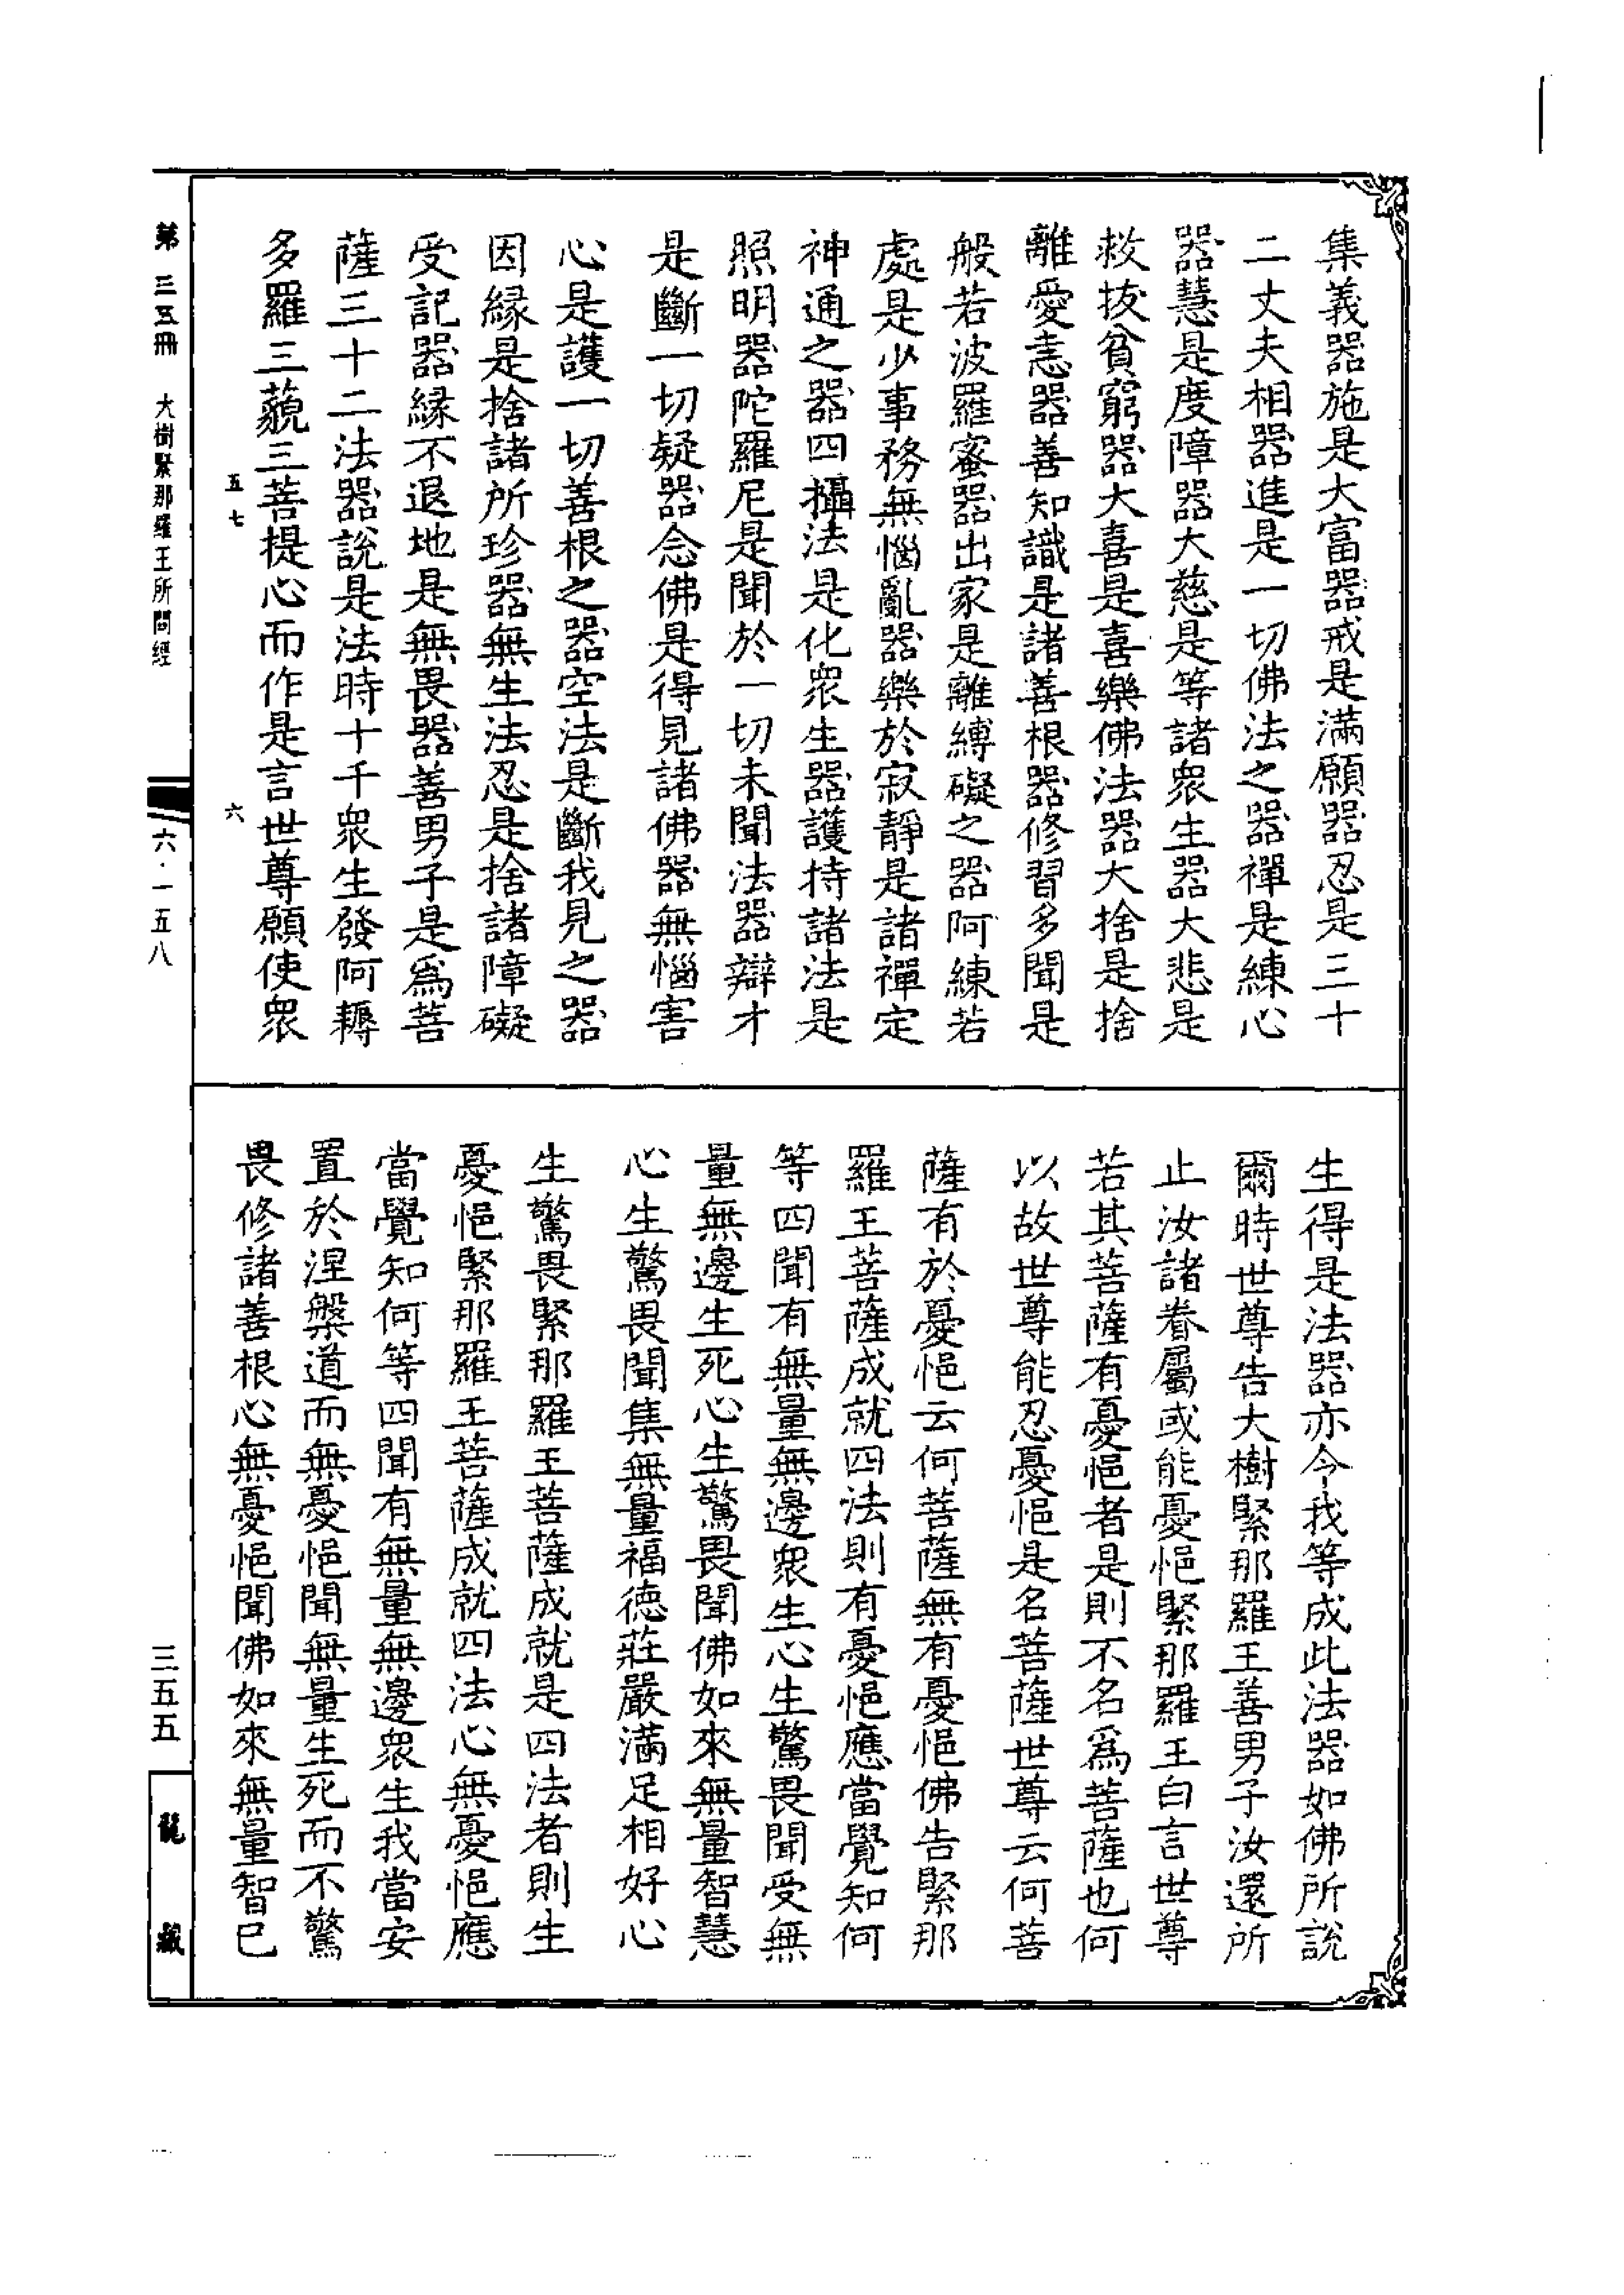 集義器施是大富器戒是滿願器忍是三十
二丈夫相器進是一切佛法之器禪是練心
器慧是度障器大慈是等諸衆生器大悲是
救拔貧窮器大喜是喜樂佛法器大捨是捨
離愛恚器善知識是諸善根器修習多聞是
般若波羅蜜器出家是離縛礙之器阿練若
處是少事務無惱亂器樂於寂靜是諸禪定
神通之器四攝法是化衆生器護持諸法是
照明器陀羅尼是聞於一切未聞法器辯才
是斷一切疑器念佛是得見諸佛器無惱害
心是護一切善根之器空法是斷我見之器
因緣是捨諸所珍器無生法忍是捨諸障礙
受記器緣不退地是無畏器善男子是爲菩
薩三十二法器說是法時十千衆生發阿耨
多羅三藐三菩提心而作是言世尊願使衆
生得是法器亦令我等成此法器如佛所說
爾時世尊告大樹緊那羅王善男子汝還所
止汝諸眷屬或能憂悒緊那羅王白言世尊
若其菩薩有憂悒者是則不名爲菩薩也何
以故世尊能忍憂悒是名菩薩世尊云何菩
薩有於憂悒云何菩薩無有憂悒佛告緊那
羅王菩薩成就四法則有憂悒應當覺知何
等四聞有無量無邊衆生心生驚畏聞受無
量無邊生死心生驚畏聞佛如來無量智慧
心生驚畏聞集無量福德莊嚴滿足相好心
生驚畏緊那羅王菩薩成就是四法者則生
憂悒緊那羅王菩薩成就四法心無憂悒應
當覺知何等四聞有無量無邊衆生我當安
置於涅槃道而無憂悒聞無量生死而不驚
畏修諸善根心無憂悒聞佛如來無量智已
五七
六
第三五冊 大樹緊那羅王所問經
六·一五八
三五五
龍藏